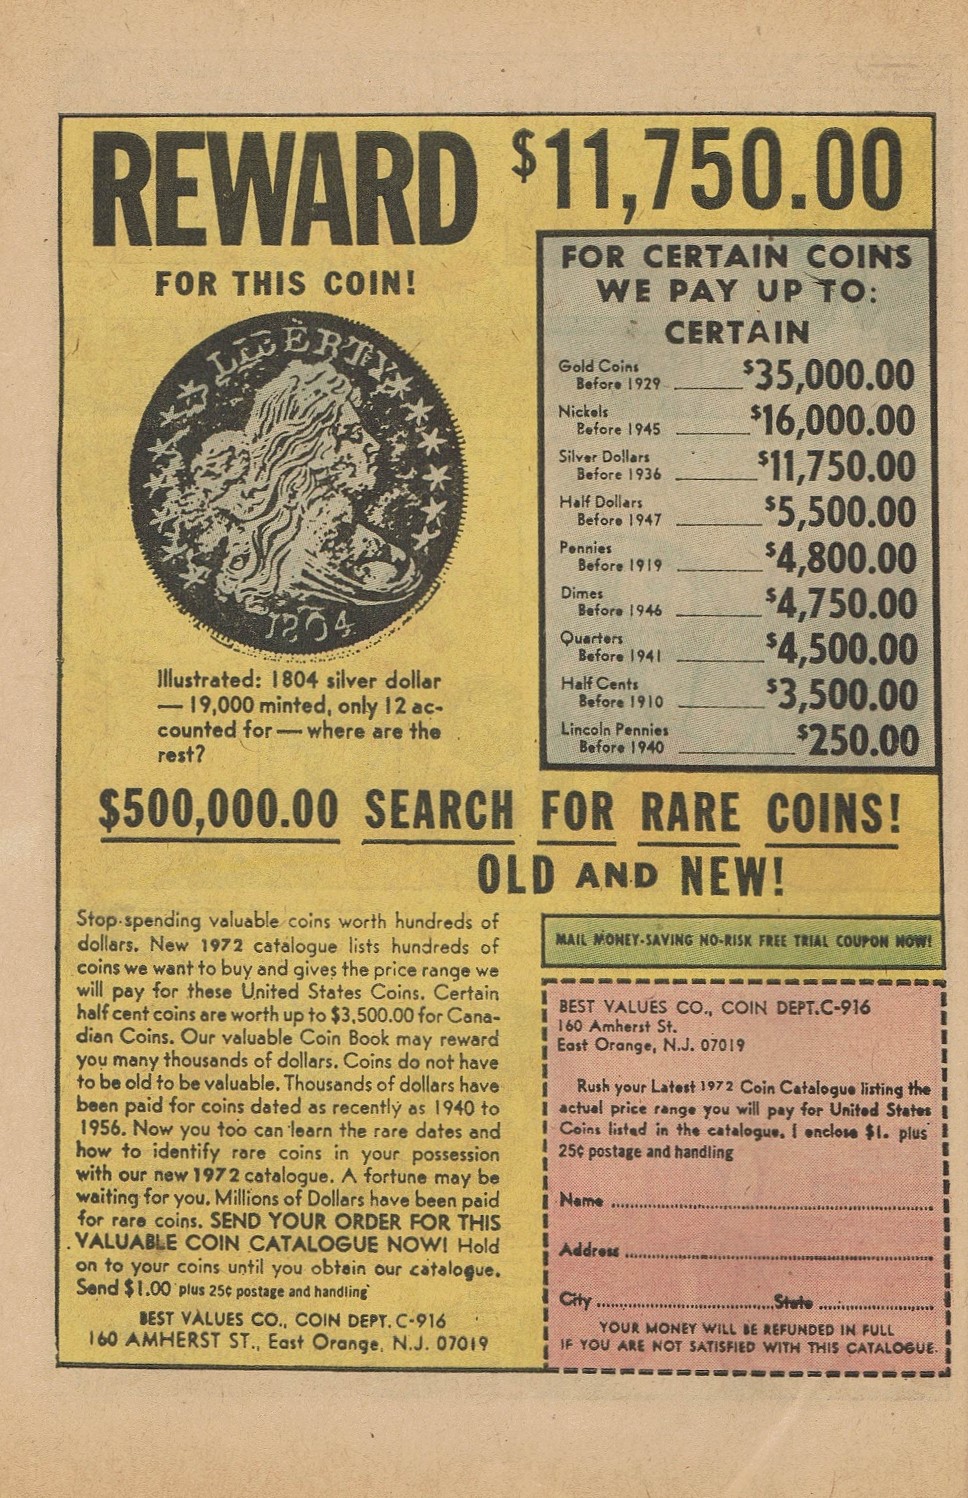 REWARD $11,750.00
FOR THIS COIN!
LIBERTY
1804
Illustrated: 1804 silver dollar
— 19,000 minted, only 12 ac-
counted for — where are the
rest?
FOR CERTAIN COINS
WE PAY UP TO:
CERTAIN
Gold Coins
Before 1929 $35,000.00
Nickels
Before 1945 $16,000.00
Silver Dollars
Before 1936 $11,750.00
Half Dollars
Before 1947 $5,500.00
Pennies
Before 1919 $4,800.00
Dimes
Before 1946 $4,750.00
Quarters
Before 1941 $4,500.00
Half Cents
Before 1910 $3,500.00
Lincoln Pennies
Before 1940 $250.00
$500,000.00 SEARCH FOR RARE COINS!
OLD AND NEW!
Stop spending valuable coins worth hundreds of
dollars. New 1972 catalogue lists hundreds of
coins we want to buy and gives the price range we
will pay for these United States Coins. Certain
half cent coins are worth up to $3,500.00 for Cana-
dian Coins. Our valuable Coin Book may reward
you many thousands of dollars. Coins do not have
to be old to be valuable. Thousands of dollars have
been paid for coins dated as recently as 1940 to
1956. Now you too can learn the rare dates and
how to identify rare coins in your possession
with our new 1972 catalogue. A fortune may be
waiting for you. Millions of Dollars have been paid
for rare coins. SEND YOUR ORDER FOR THIS
VALUABLE COIN CATALOGUE NOW! Hold
on to your coins until you obtain our catalogue.
Send $1.00 plus 25¢ postage and handling
BEST VALUES CO., COIN DEPT. C-916
160 AMHERST ST., East Orange, N.J. 07019
MAIL MONEY-SAVING NO-RISK FREE TRIAL COUPON NOW!
BEST VALUES CO., COIN DEPT.C-916
160 Amherst St.
East Orange, N.J. 07019
Rush your Latest 1972 Coin Catalogue listing the
actual price range you will pay for United States
Coins listed in the catalogue. I enclose $1. plus
25¢ postage and handling
Name
Address
City State
YOUR MONEY WILL BE REFUNDED IN FULL
IF YOU ARE NOT SATISFIED WITH THIS CATALOGUE.